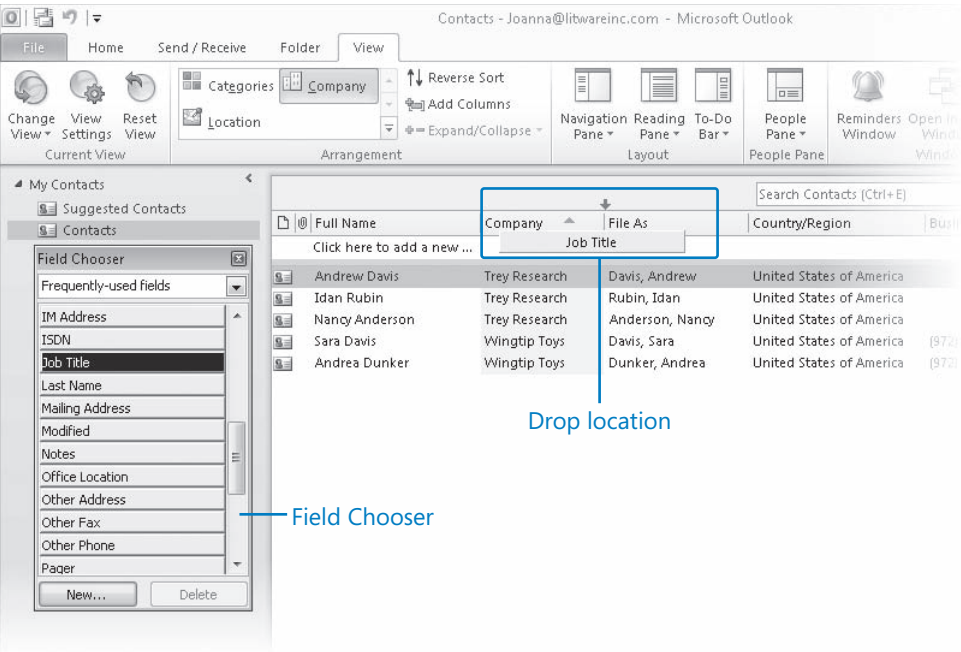 Contacts - Joanna@litwareinc.com - Microsoft Outlook
File Home Send / Receive Folder View
Change View View Settings Reset View
Current View
Categories Company
Location
Reverse Sort
Add Columns
Expand/Collapse
Arrangement
Navigation Pane Reading Pane To-Do Bar
Layout
People Pane
People Pane
Reminders Window Open in
My Contacts
Suggested Contacts
Contacts
Search Contacts (Ctrl+E)
Full Name Company File As Country/Region
Click here to add a new ...
Job Title
Andrew Davis Trey Research Davis, Andrew United States of America
Idan Rubin Trey Research Rubin, Idan United States of America
Nancy Anderson Trey Research Anderson, Nancy United States of America
Sara Davis Wingtip Toys Davis, Sara United States of America (972)
Andrea Dunker Wingtip Toys Dunker, Andrea United States of America (972)
Drop location
Field Chooser
Frequently-used fields
IM Address
ISDN
Job Title
Last Name
Mailing Address
Modified
Notes
Office Location
Other Address
Other Fax
Other Phone
Pager
New... Delete
Field Chooser